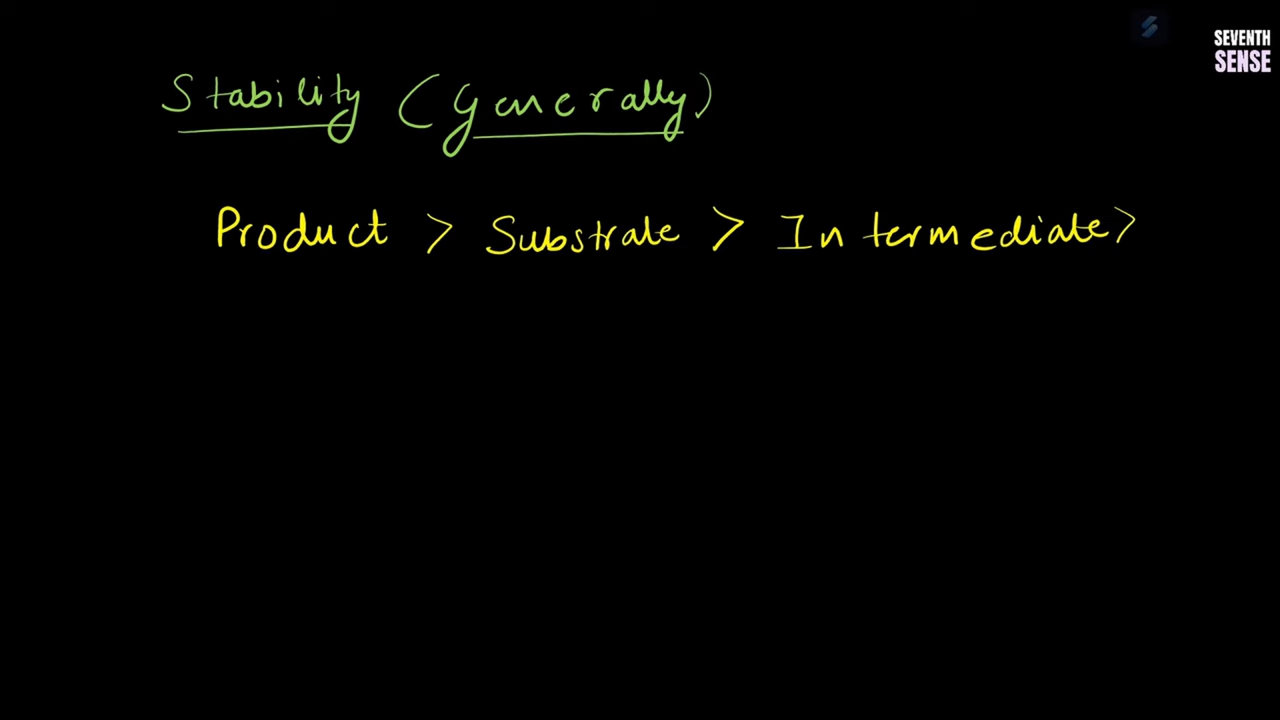 SEVENTH
SENSE
Stability (Generally)
Product > Substrate > Intermediate >